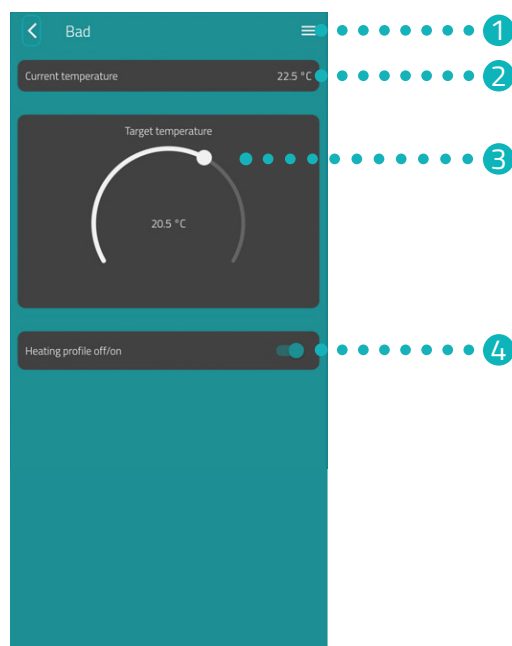 Bad
1
Current temperature 22.5 °C
2
Target temperature
3
20.5 °C
Heating profile off/on
4